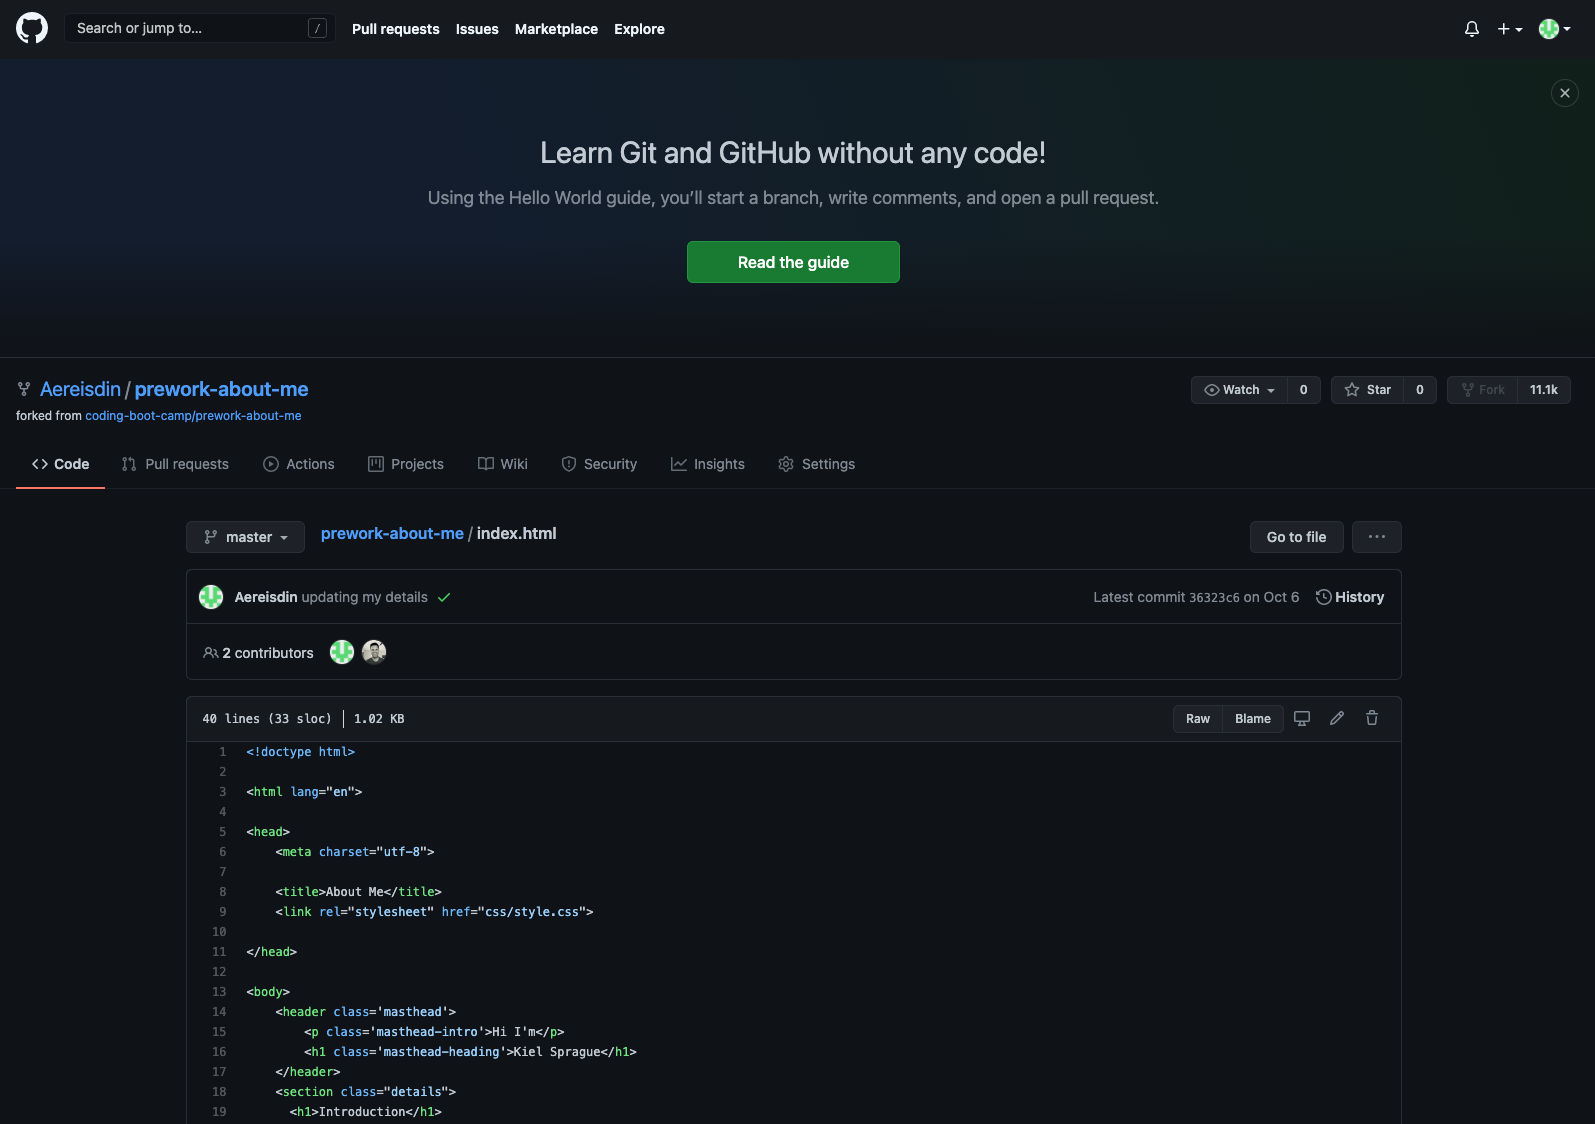 Search or jump to... /
Pull requests Issues Marketplace Explore
Learn Git and GitHub without any code!
Using the Hello World guide, you’ll start a branch, write comments, and open a pull request.
Read the guide
Aereisdin / prework-about-me
Watch 0 Star 0 Fork 11.1k
forked from coding-boot-camp/prework-about-me
Code Pull requests Actions Projects Wiki Security Insights Settings
master prework-about-me / index.html Go to file ...
Aereisdin updating my details Latest commit 36323c6 on Oct 6 History
2 contributors
40 lines (33 sloc) | 1.02 KB Raw Blame
1 <!doctype html>
2
3 <html lang="en">
4
5 <head>
6     <meta charset="utf-8">
7
8     <title>About Me</title>
9     <link rel="stylesheet" href="css/style.css">
10
11 </head>
12
13 <body>
14     <header class='masthead'>
15         <p class='masthead-intro'>Hi I'm</p>
16         <h1 class='masthead-heading'>Kiel Sprague</h1>
17     </header>
18     <section class="details">
19       <h1>Introduction</h1>